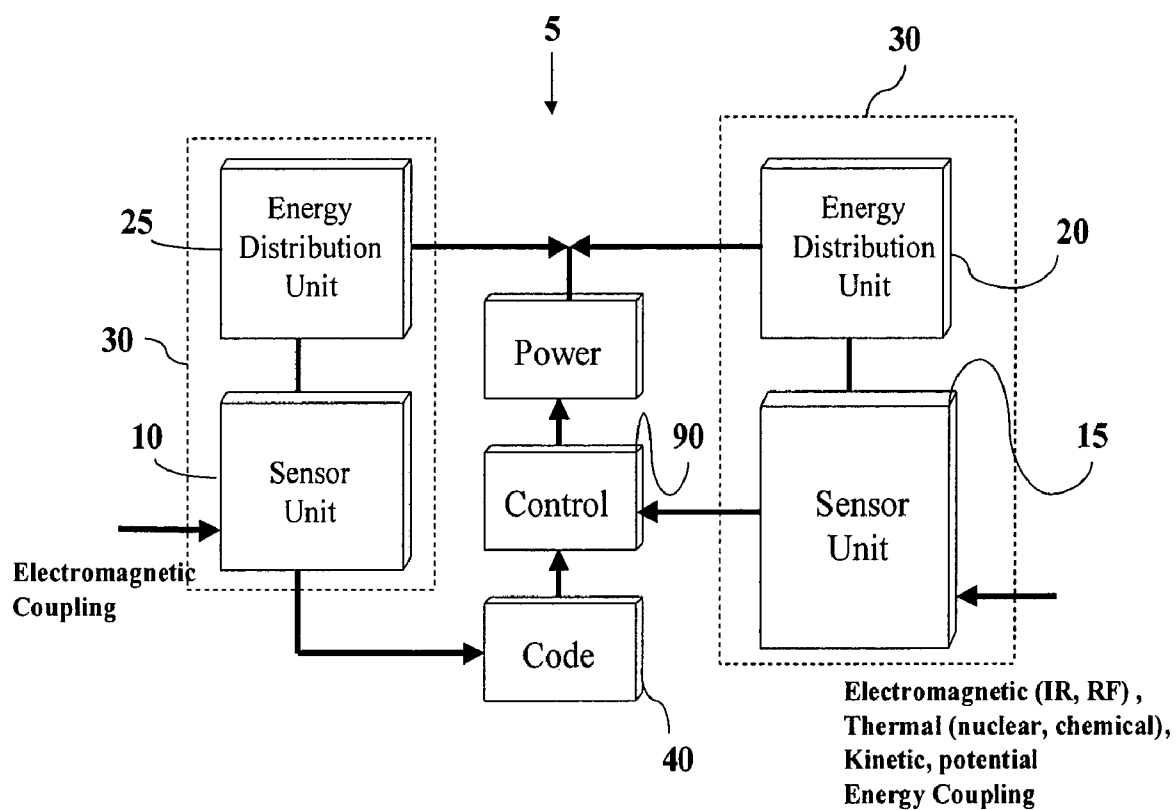 5
30
Energy
Distribution
Unit
25
Energy
Distribution
Unit
20
30
Power
10
Sensor
Unit
90
Control
15
Sensor
Unit
Electromagnetic
Coupling
Code
40
Electromagnetic (IR, RF) ,
Thermal (nuclear, chemical),
Kinetic, potential
Energy Coupling